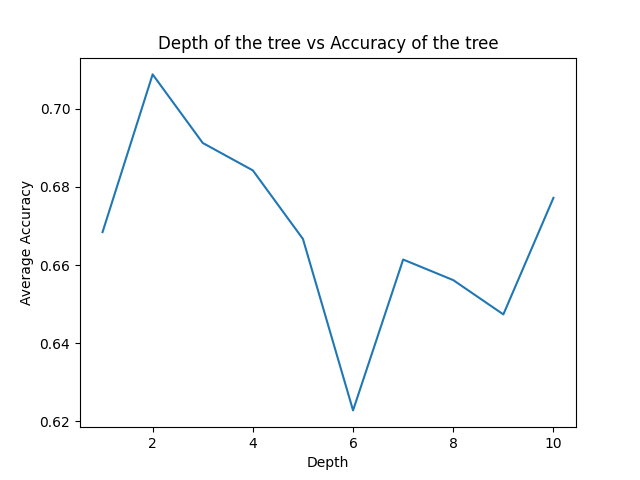 Depth of the tree vs Accuracy of the tree
0.70
0.68
0.66
0.64
0.62
Average Accuracy
2 4 6 8 10
Depth